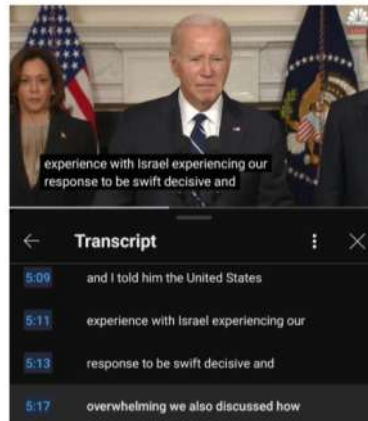 experience with Israel experiencing our
response to be swift decisive and
Transcript
5:09 and I told him the United States
5:11 experience with Israel experiencing our
5:13 response to be swift decisive and
5:17 overwhelming we also discussed how